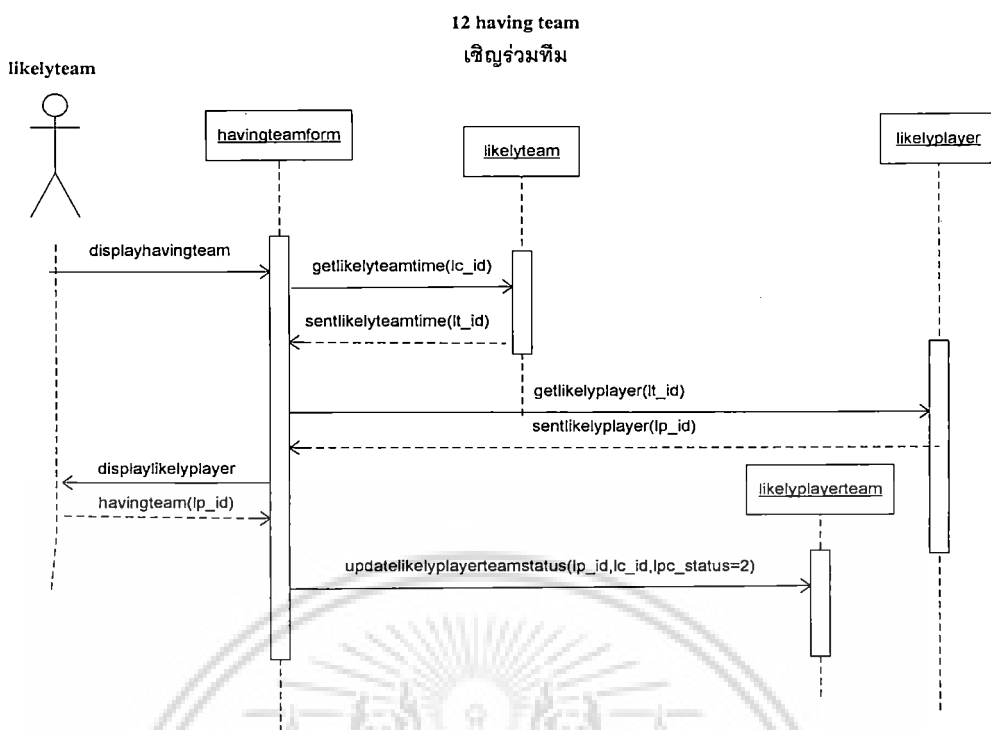 12 having team
เชิญร่วมทีม
likelyteam
havingteamform
likelyteam
likelyplayer
displayhavingteam
getlikelyteamtime(lc_id)
sentlikelyteamtime(lt_id)
getlikelyplayer(lt_id)
sentlikelyplayer(lp_id)
displaylikelyplayer
havingteam(lp_id)
likelyplayerteam
updatelikelyplayerteamstatus(lp_id,lc_id,lpc_status=2)